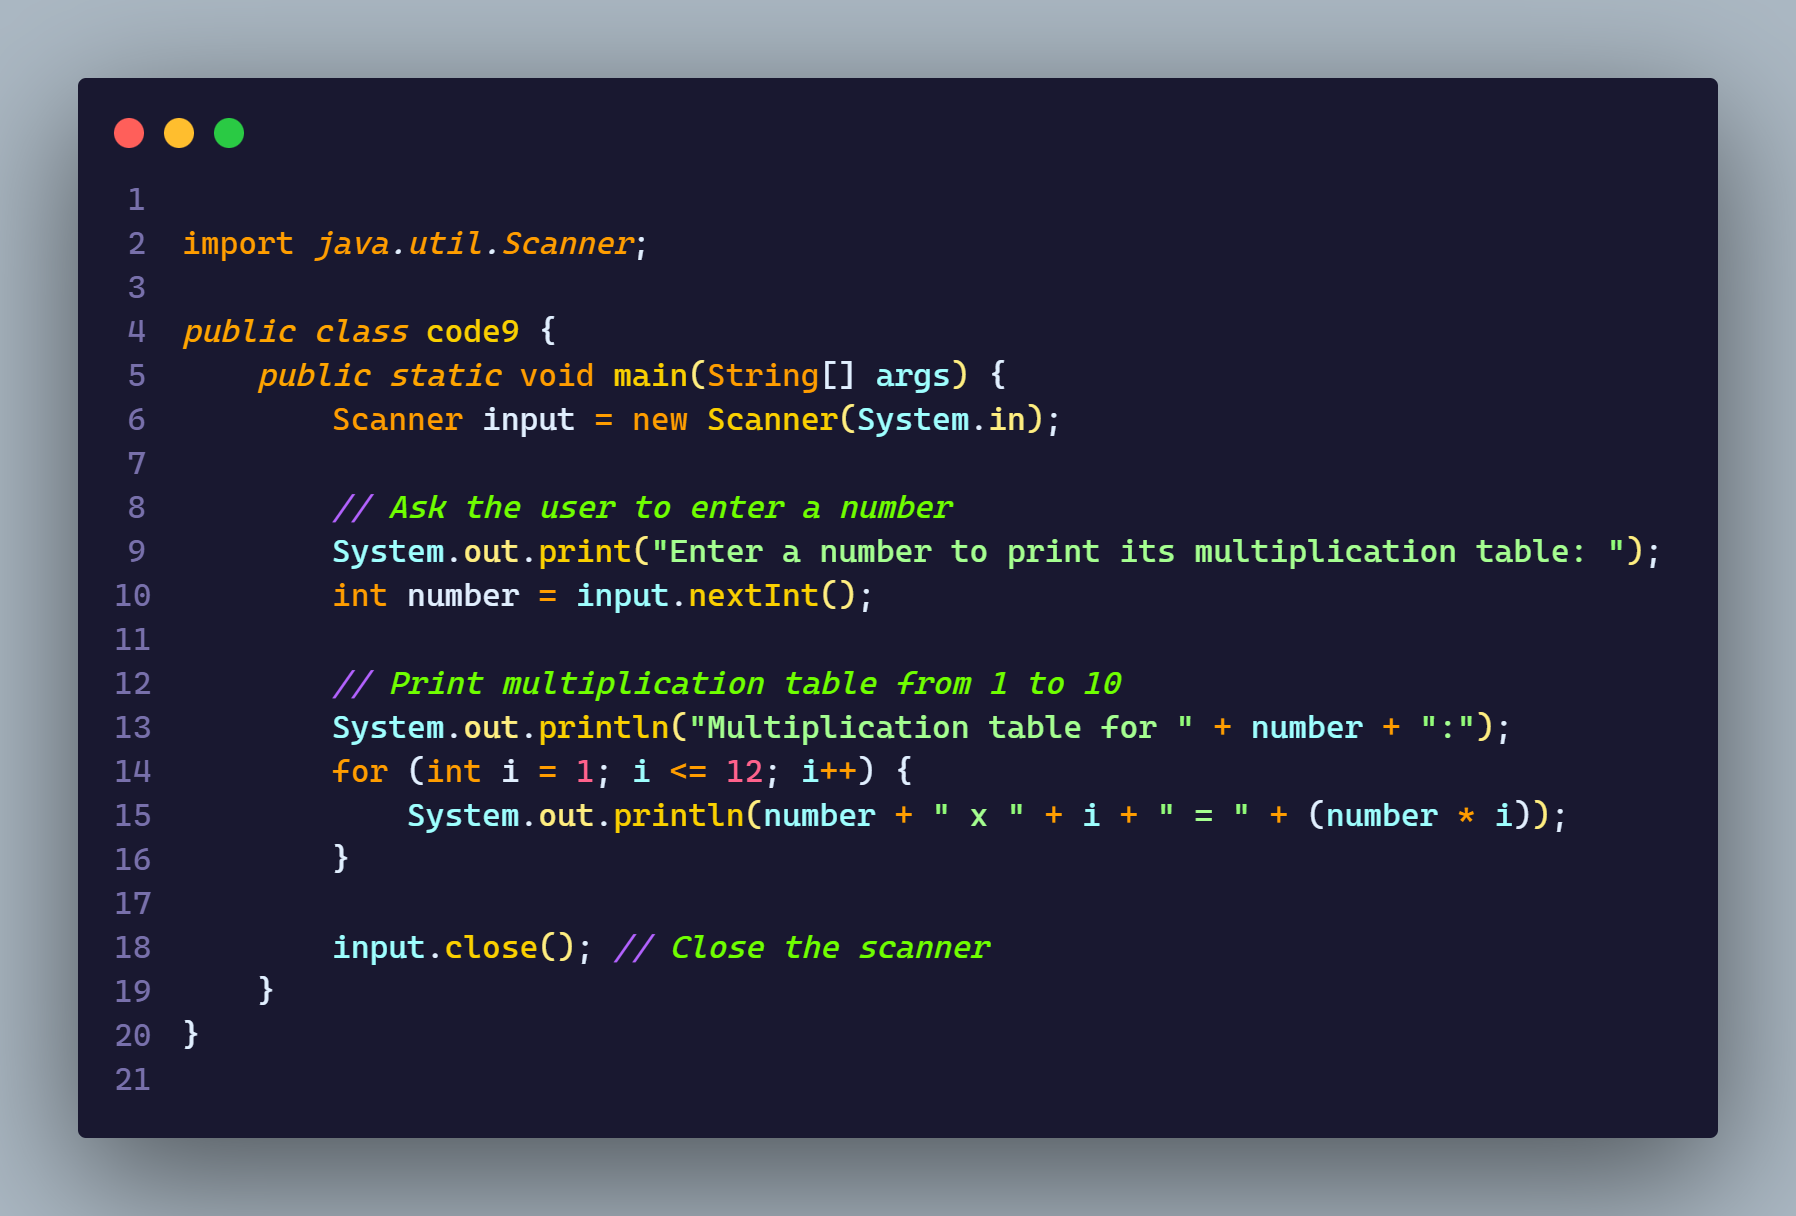 1
2 import java.util.Scanner;
3
4 public class code9 {
5     public static void main(String[] args) {
6         Scanner input = new Scanner(System.in);
7
8         // Ask the user to enter a number
9         System.out.print("Enter a number to print its multiplication table: ");
10         int number = input.nextInt();
11
12         // Print multiplication table from 1 to 10
13         System.out.println("Multiplication table for " + number + ":");
14         for (int i = 1; i <= 12; i++) {
15             System.out.println(number + " x " + i + " = " + (number * i));
16         }
17
18         input.close(); // Close the scanner
19     }
20 }
21